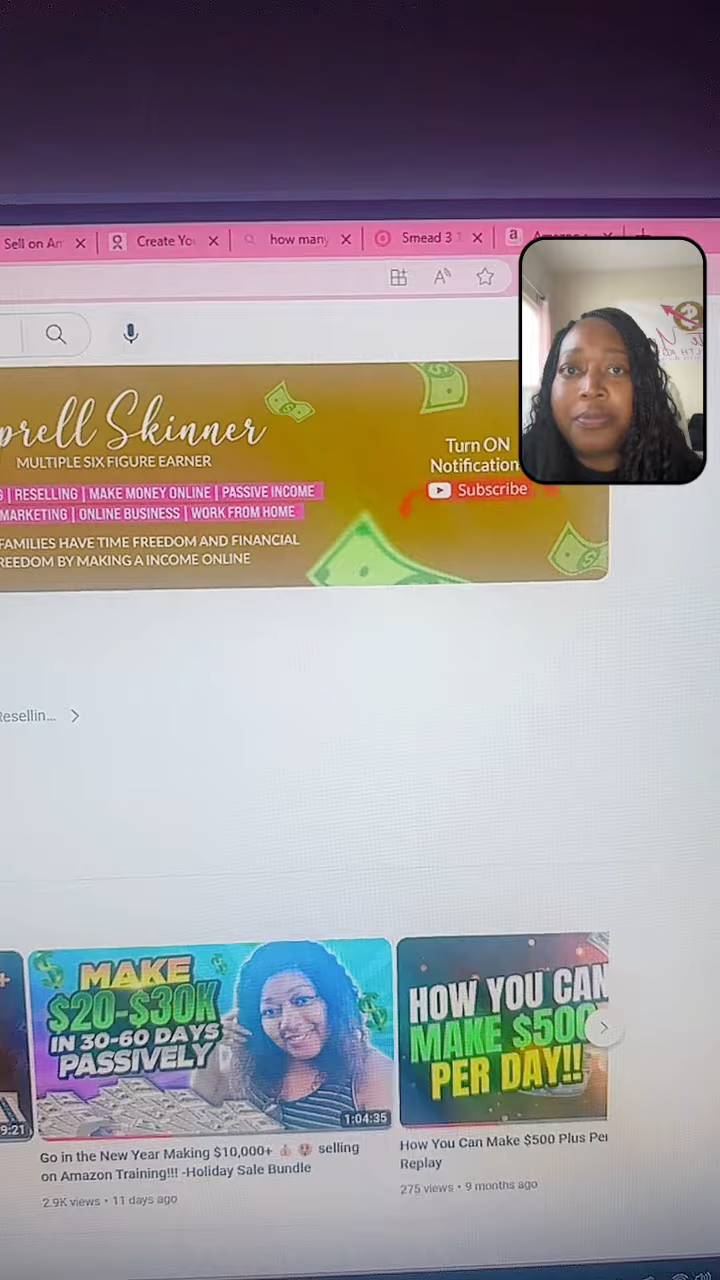 Sell on Am
Create Yo
how many
Smead 3
a
prell Skinner
MULTIPLE SIX FIGURE EARNER
| RESELLING | MAKE MONEY ONLINE | PASSIVE INCOME
MARKETING | ONLINE BUSINESS | WORK FROM HOME
FAMILIES HAVE TIME FREEDOM AND FINANCIAL
REEDOM BY MAKING A INCOME ONLINE
Turn ON
Notification
Subscribe
Resellin...
MAKE
$20-$30K
IN 30-60 DAYS
PASSIVELY
9:21
1:04:35
HOW YOU CAN
MAKE $500
PER DAY!!
Go in the New Year Making $10,000+ 💰 🤑 selling
on Amazon Training!!! -Holiday Sale Bundle
2.9K views • 11 days ago
How You Can Make $500 Plus Per
Replay
275 views • 9 months ago